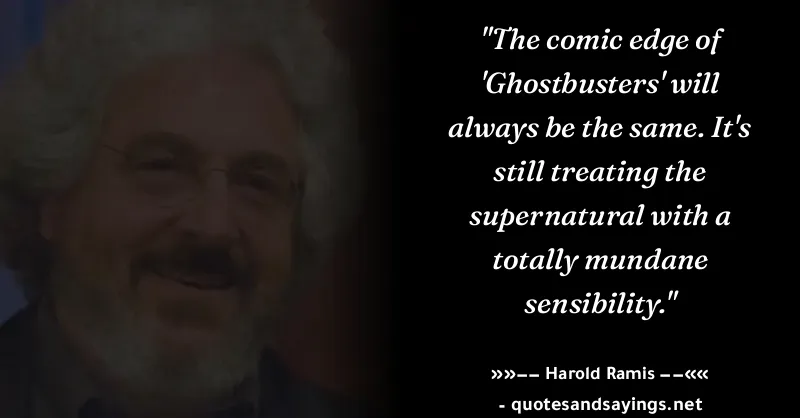 "The comic edge of
'Ghostbusters' will
always be the same. It's
still treating the
supernatural with a
totally mundane
sensibility."
»»−− Harold Ramis −−««
- quotesandsayings.net